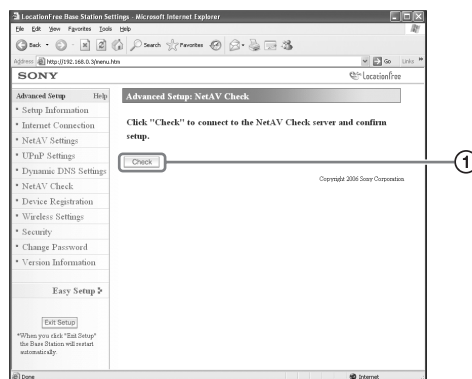 LocationFree Base Station Settings - Microsoft Internet Explorer
File Edit View Favorites Tools Help
Back Search Favorites
Address http://192.168.0.3/menu.htm Go Links »
SONY LocationFree
Advanced Setup Help
Advanced Setup: NetAV Check
* Setup Information
* Internet Connection
* NetAV Settings
* UPnP Settings
* Dynamic DNS Settings
* NetAV Check
* Device Registration
* Wireless Settings
* Security
* Change Password
* Version Information
Easy Setup
Exit Setup
*When you click "Exit Setup"
the Base Station will restart
automatically.
Click "Check" to connect to the NetAV Check server and confirm
setup.
Check
1
Copyright 2006 Sony Corporation
Done Internet